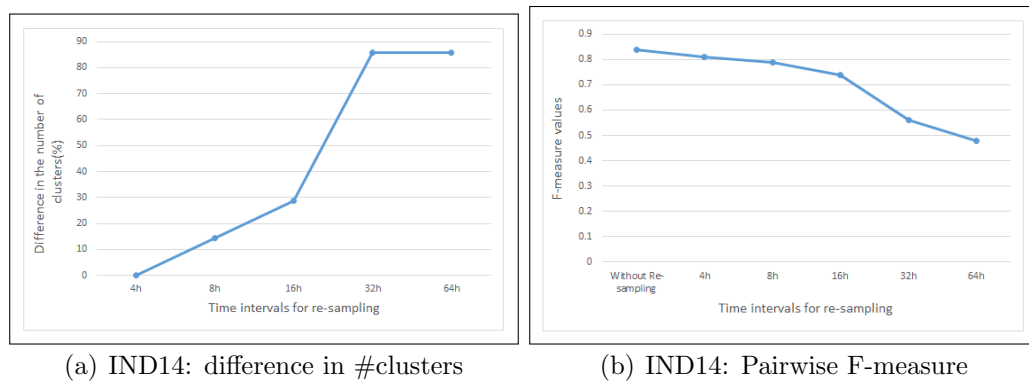 90
80
70
60
50
40
30
20
10
0
Difference in the number of
clusters(%)
4h 8h 16h 32h 64h
Time intervals for re-sampling
(a) IND14: difference in #clusters
0.9
0.8
0.7
0.6
0.5
0.4
0.3
0.2
0.1
0
F-measure values
Without Re-
sampling
4h 8h 16h 32h 64h
Time intervals for re-sampling
(b) IND14: Pairwise F-measure